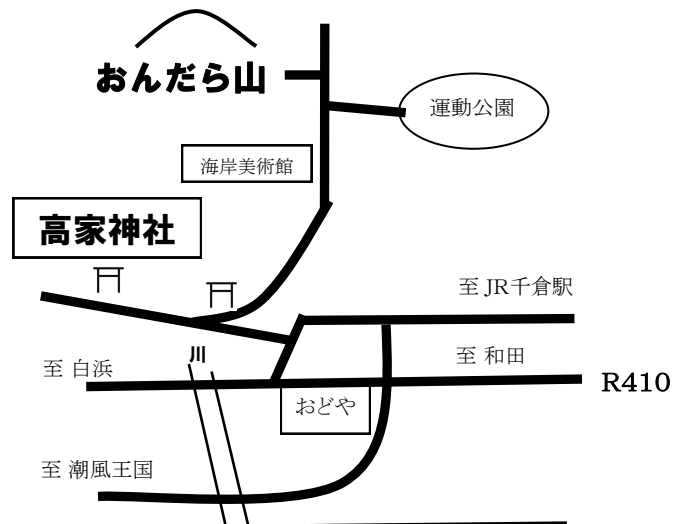 おんだら山
運動公園
海岸美術館
高家神社
至 JR千倉駅
川
至 和田
至 白浜
R410
おどや
至 潮風王国